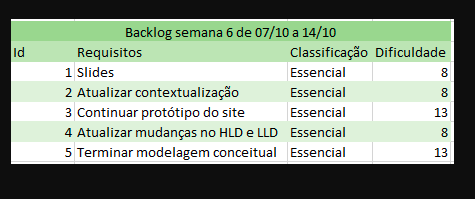 Backlog semana 6 de 07/10 a 14/10
Id Requisitos Classificação Dificuldade
1 Slides Essencial 8
2 Atualizar contextualização Essencial 8
3 Continuar protótipo do site Essencial 13
4 Atualizar mudanças no HLD e LLD Essencial 8
5 Terminar modelagem conceitual Essencial 13